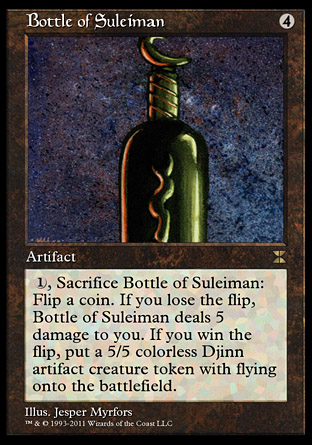 Bottle of Suleiman 4
Artifact
1, Sacrifice Bottle of Suleiman:
Flip a coin. If you lose the flip,
Bottle of Suleiman deals 5
damage to you. If you win the
flip, put a 5/5 colorless Djinn
artifact creature token with flying
onto the battlefield.
Illus. Jesper Myrfors
™ & © 1993-2011 Wizards of the Coast LLC